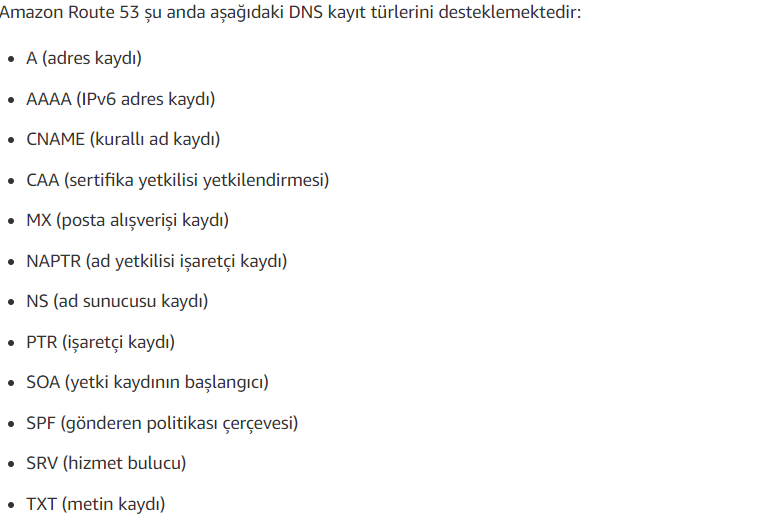 Amazon Route 53 şu anda aşağıdaki DNS kayıt türlerini desteklemektedir:
• A (adres kaydı)
• AAAA (IPv6 adres kaydı)
• CNAME (kurallı ad kaydı)
• CAA (sertifika yetkilisi yetkilendirmesi)
• MX (posta alışverişi kaydı)
• NAPTR (ad yetkilisi işaretçi kaydı)
• NS (ad sunucusu kaydı)
• PTR (işaretçi kaydı)
• SOA (yetki kaydının başlangıcı)
• SPF (gönderen politikası çerçevesi)
• SRV (hizmet bulucu)
• TXT (metin kaydı)